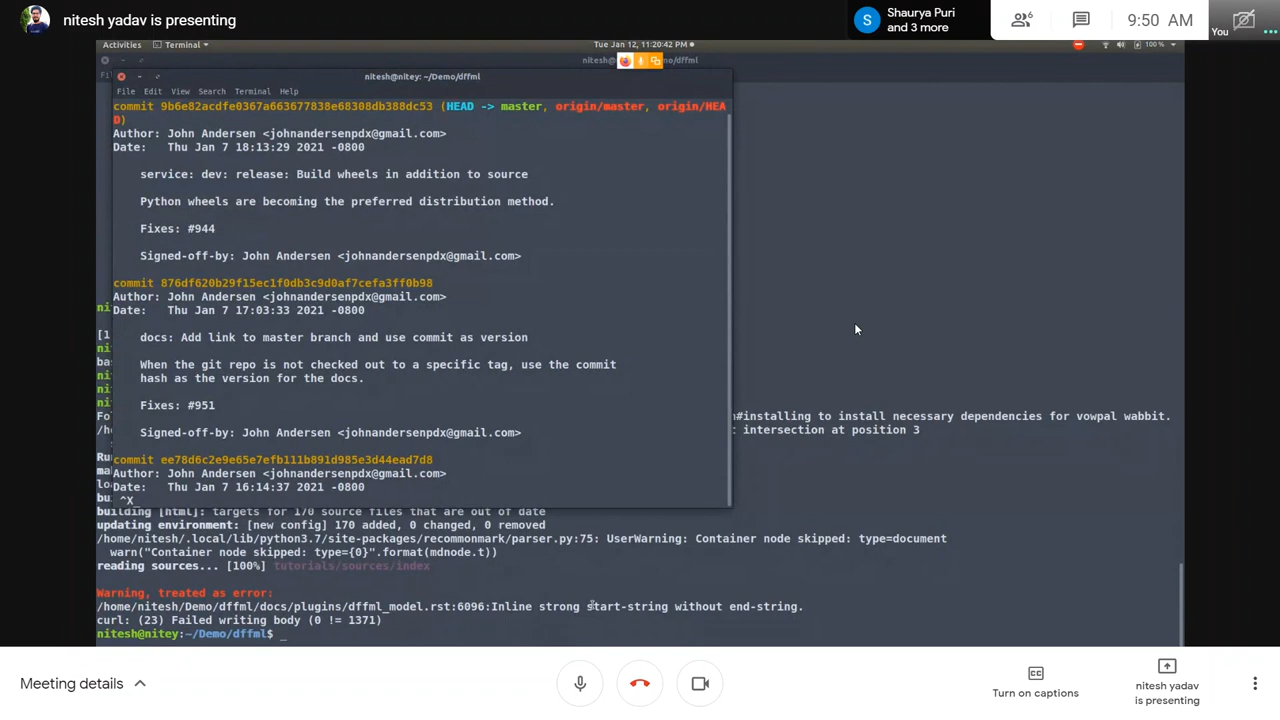 nitesh yadav is presenting
Shaurya Puri
and 3 more
6
9:50 AM
You
Activities
Terminal
Tue Jan 12, 11:20:42 PM
100 %
nitesh@
mo/dffml
nitesh@nitey: ~/Demo/dffml
File Edit View Search Terminal Help
commit 9b6e82acdfe0367a663677838e68308db388dc53 (HEAD -> master, origin/master, origin/HEA
D)
Author: John Andersen <johnandersenpdx@gmail.com>
Date:   Thu Jan 7 18:13:29 2021 -0800
service: dev: release: Build wheels in addition to source
Python wheels are becoming the preferred distribution method.
Fixes: #944
Signed-off-by: John Andersen <johnandersenpdx@gmail.com>
commit 876df620b29f15ec1f0db3c9d0af7cefa3ff0b98
Author: John Andersen <johnandersenpdx@gmail.com>
Date:   Thu Jan 7 17:03:33 2021 -0800
docs: Add link to master branch and use commit as version
When the git repo is not checked out to a specific tag, use the commit
hash as the version for the docs.
Fixes: #951
Signed-off-by: John Andersen <johnandersenpdx@gmail.com>
commit ee78d6c2e9e65e7efb111b891d985e3d44ead7d8
Author: John Andersen <johnandersenpdx@gmail.com>
Date:   Thu Jan 7 16:14:37 2021 -0800
^X
n#installing to install necessary dependencies for vowpal wabbit.
t intersection at position 3
building [html]: targets for 170 source files that are out of date
updating environment: [new config] 170 added, 0 changed, 0 removed
/home/nitesh/.local/lib/python3.7/site-packages/recommonmark/parser.py:75: UserWarning: Container node skipped: type=document
warn("Container node skipped: type={0}".format(mdnode.t))
reading sources... [100%] tutorials/sources/index
Warning, treated as error:
/home/nitesh/Demo/dffml/docs/plugins/dffml_model.rst:6096:Inline strong start-string without end-string.
curl: (23) Failed writing body (0 != 1371)
nitesh@nitey:~/Demo/dffml$ _
Meeting details
Turn on captions
nitesh yadav
is presenting